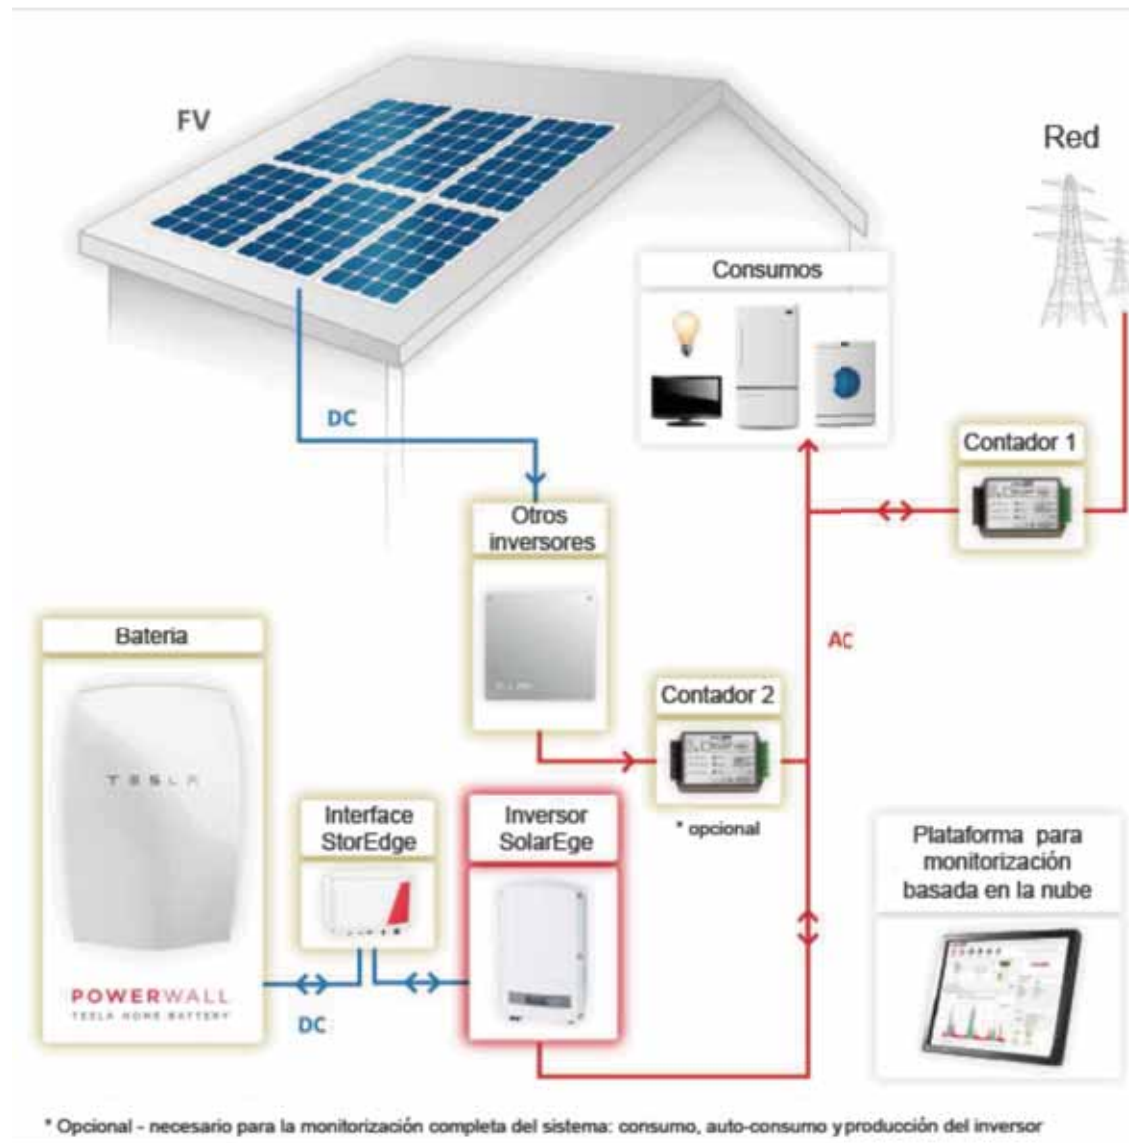 FV
Red
Consumos
DC
Contador 1
Otros
inversores
Bateria
AC
Contador 2
TESLA
Interface
StorEdge
Inversor
SolarEge
* opcional
Plataforma para
monitorización
basada en la nube
POWERWALL
TESLA HOME BATTERY
DC
* Opcional - necesario para la monitorización completa del sistema: consumo, auto-consumo y producción del inversor